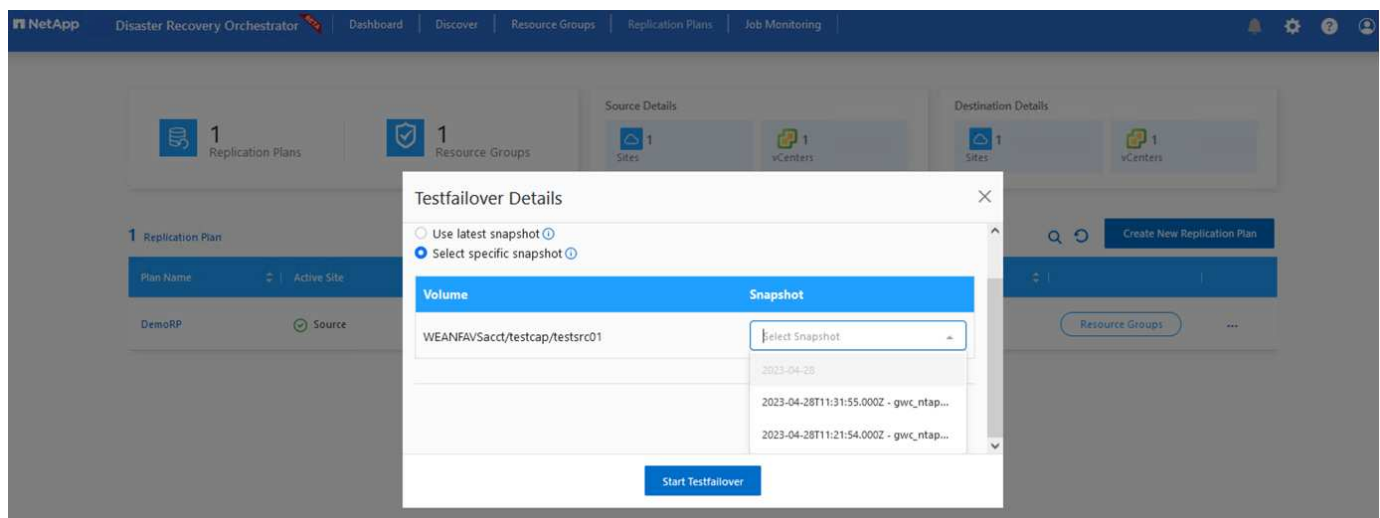 NetApp Disaster Recovery Orchestrator Dashboard Discover Resource Groups Replication Plans Job Monitoring
Source Details Destination Details
1 Replication Plans
1 Resource Groups
1 Sites
1 vCenters
1 Sites
1 vCenters
Testfailover Details
Use latest snapshot
Select specific snapshot
1 Replication Plan
Create New Replication Plan
Plan Name Active Site
Volume Snapshot
DemoRP Source Resource Groups ...
WEANFAVSacct/testcap/testsrc01 Select Snapshot
2023-04-28
2023-04-28T11:31:55.000Z - gwc_ntap...
2023-04-28T11:21:54.000Z - gwc_ntap...
Start Testfailover